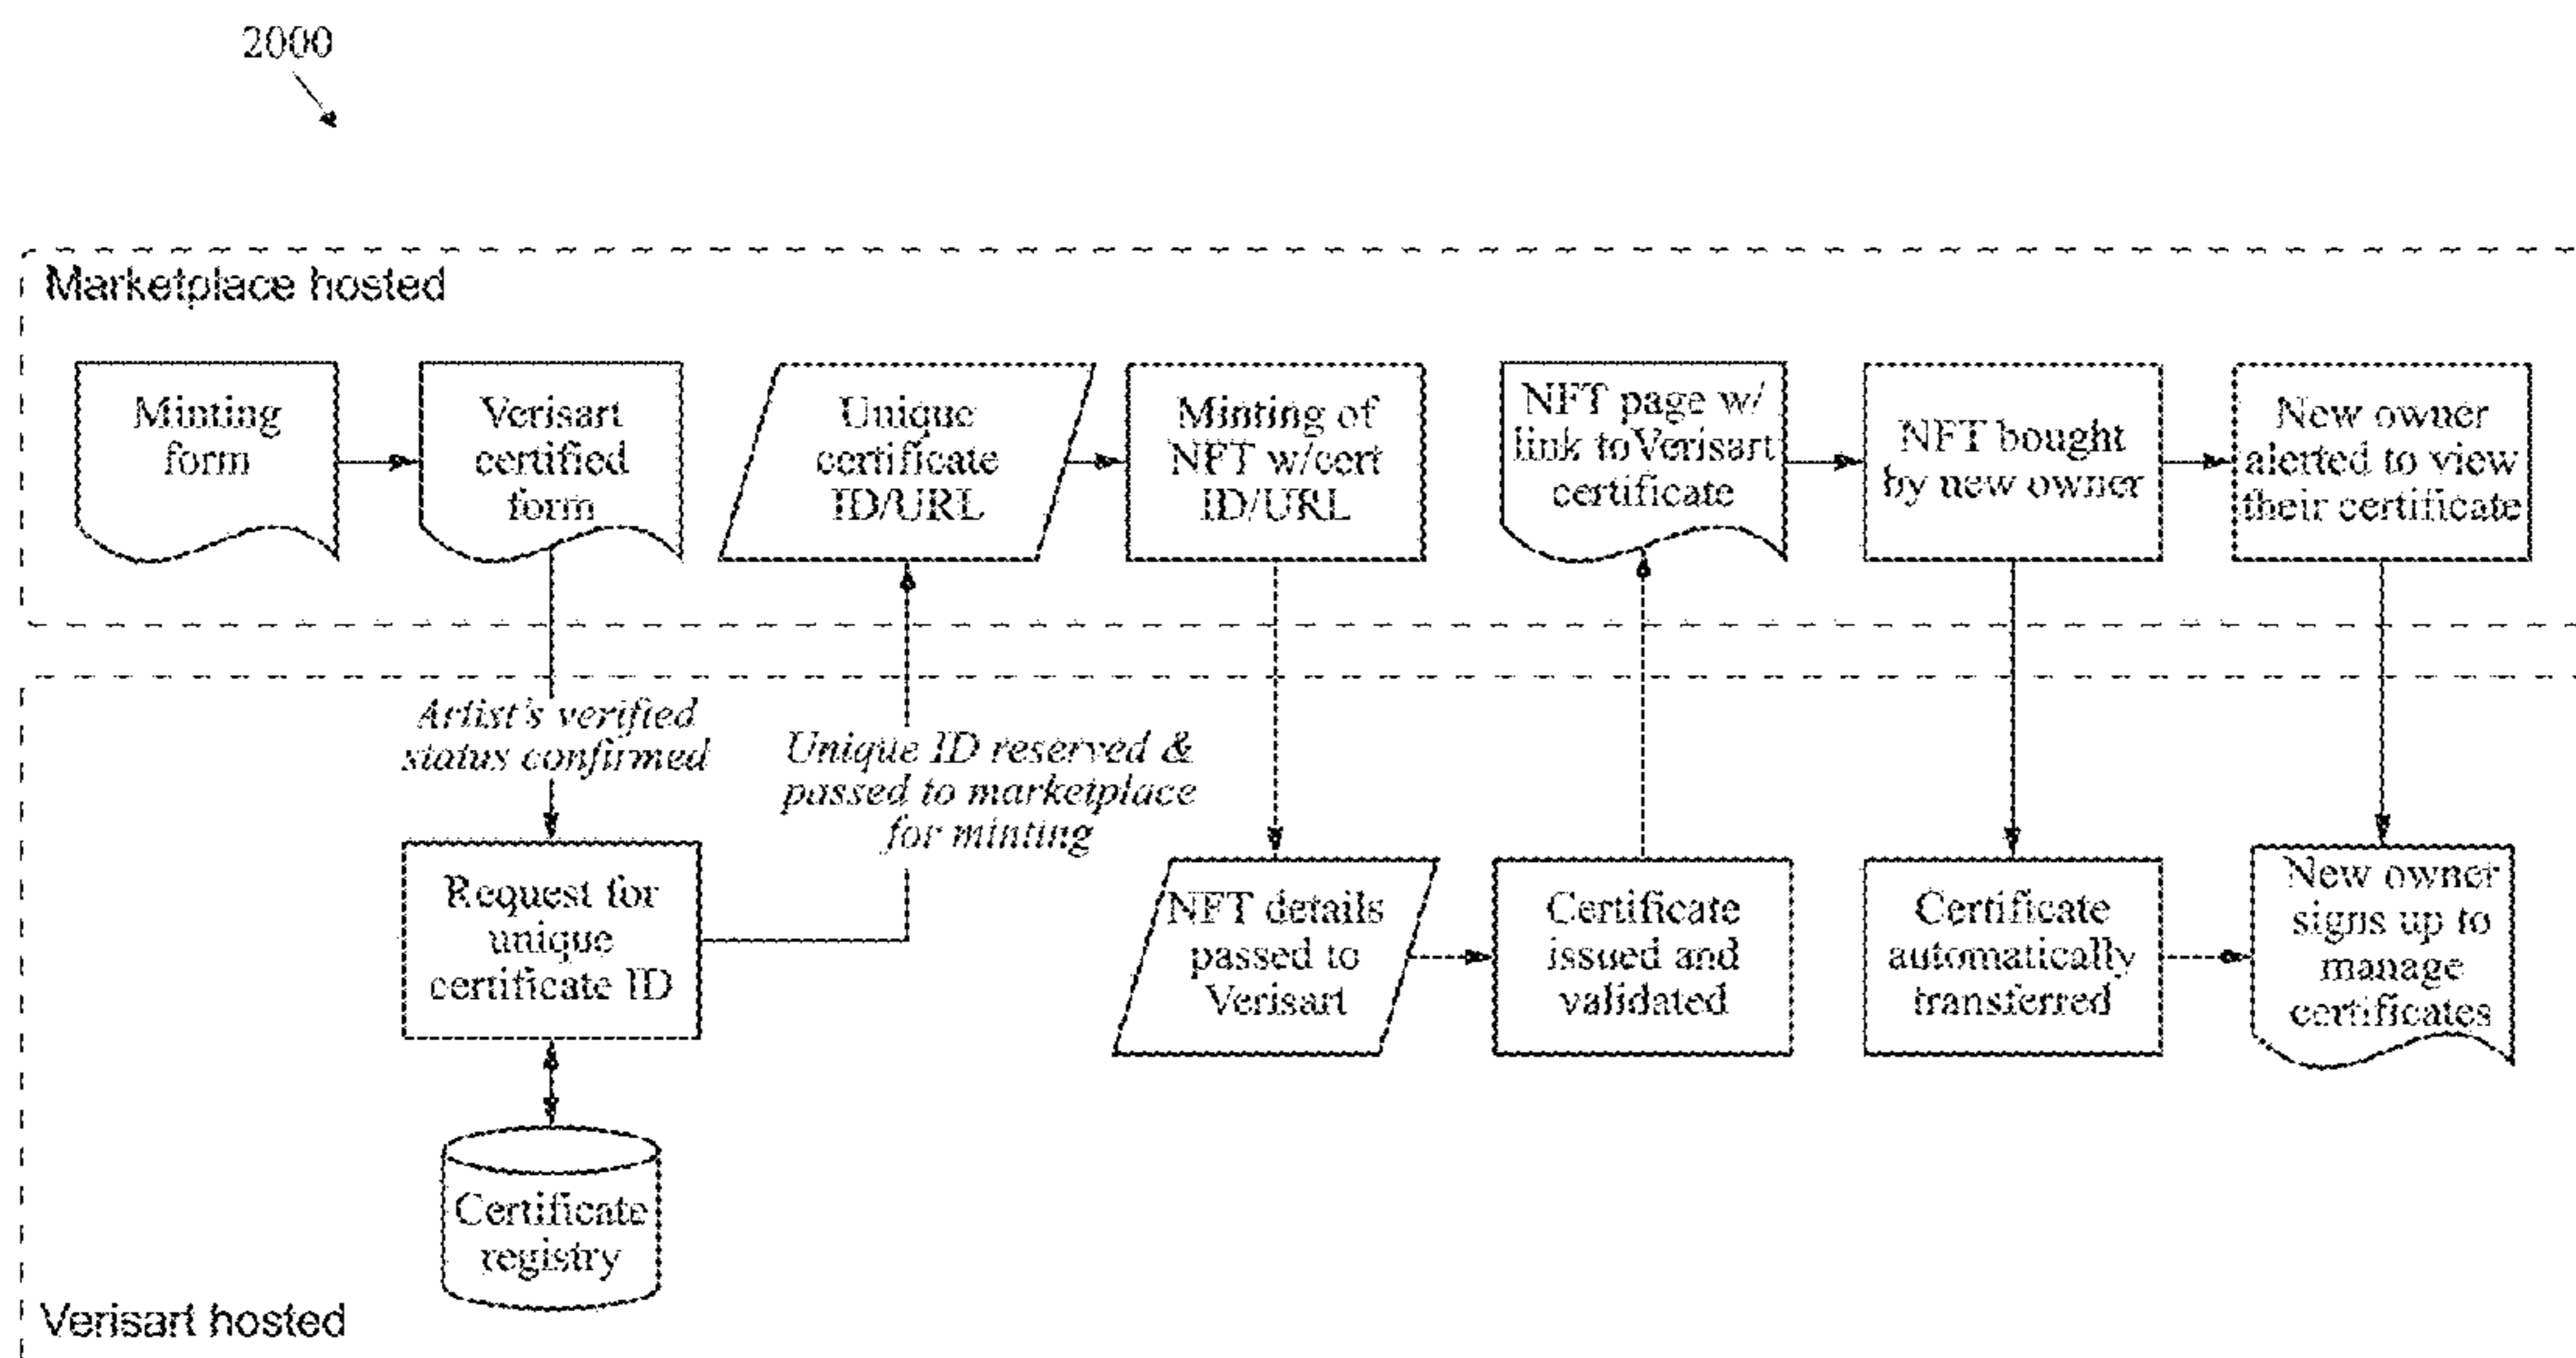 2000
Marketplace hosted
Minting
form
Verisart
certified
form
Unique
certificate
ID/URL
Minting of
NFT w/cert
ID/URL
NFT page w/
link to Verisart
certificate
NFT bought
by new owner
New owner
alerted to view
their certificate
Artist's verified
status confirmed
Unique ID reserved &
passed to marketplace
for minting
Request for
unique
certificate ID
NFT details
passed to
Verisart
Certificate
issued and
validated
Certificate
automatically
transferred
New owner
signs up to
manage
certificates
Certificate
registry
Verisart hosted